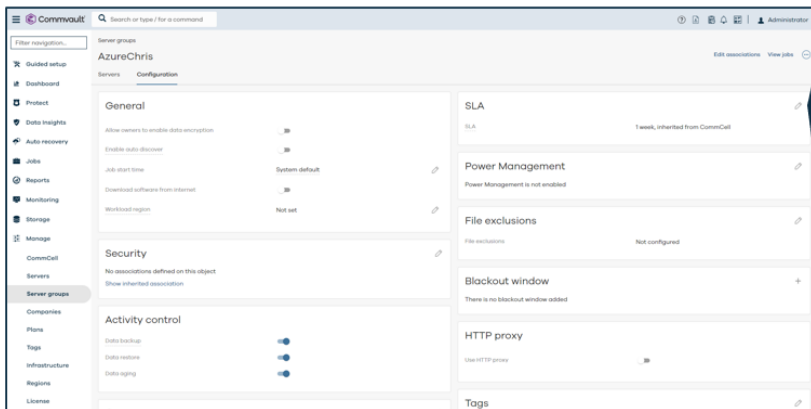 Commvault
Search or type / for a command
Administrator
Filter navigation...
Guided setup
Dashboard
Protect
Data Insights
Auto recovery
Jobs
Reports
Monitoring
Storage
Manage
CommCell
Servers
Server groups
Companies
Plans
Tags
Infrastructure
Regions
License
Server groups
AzureChris
Edit associations View jobs
Servers Configuration
General
Allow owners to enable data encryption
Enable auto discover
Job start time System default
Download software from internet
Workload region Not set
Security
No associations defined on this object
Show inherited association
Activity control
Data backup
Data restore
Data aging
SLA
SLA 1 week, inherited from CommCell
Power Management
Power Management is not enabled
File exclusions
File exclusions Not configured
Blackout window
There is no blackout window added
HTTP proxy
Use HTTP proxy
Tags